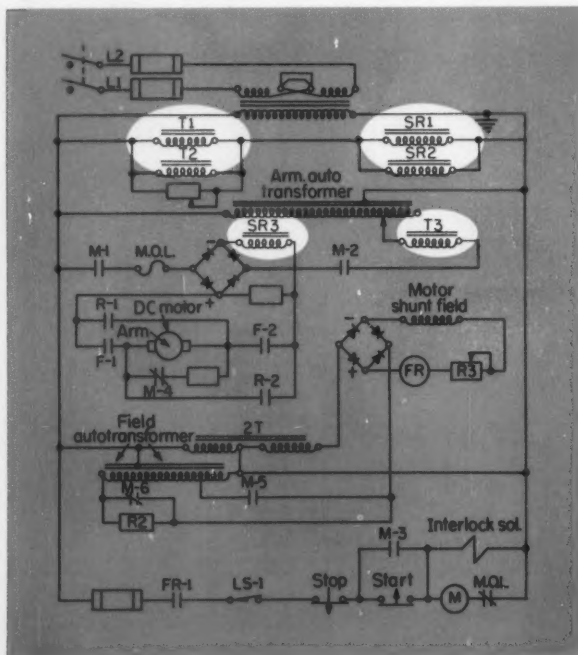 L2
L1
T1
SR1
T2
SR2
Arm. auto
transformer
SR3
T3
M-1
M.O.L.
M-2
-
+
Motor
shunt field
R-1
DC motor
Arm
F-1
F-2
M-4
R-2
-
+
FR
R3
Field
autotransformer
2T
M-6
M-5
R2
M-3
Interlock sol.
FR-1
LS-1
Stop
Start
M
M.O.L.